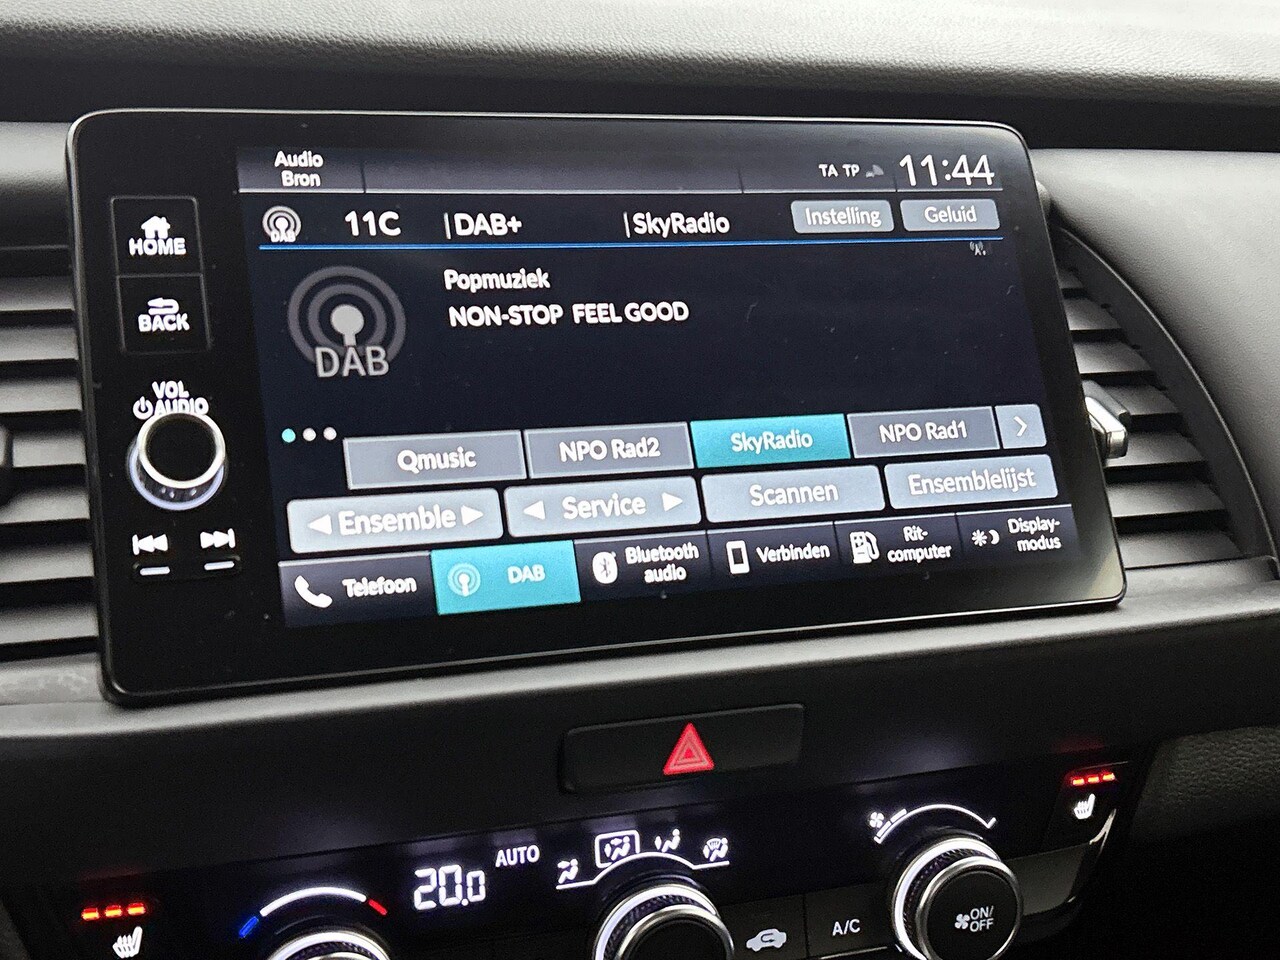 Audio
Bron
TA TP
11:44
HOME
DAB
11C
|DAB+
|SkyRadio
Instelling
Geluid
BACK
Popmuziek
NON-STOP FEEL GOOD
DAB
VOL
AUDIO
Qmusic
NPO Rad2
SkyRadio
NPO Rad1
Ensemble
Service
Scannen
Ensemblelijst
Telefoon
DAB
Bluetooth
audio
Verbinden
Rit-
computer
Display-
modus
20.0
AUTO
A/C
ON/
OFF